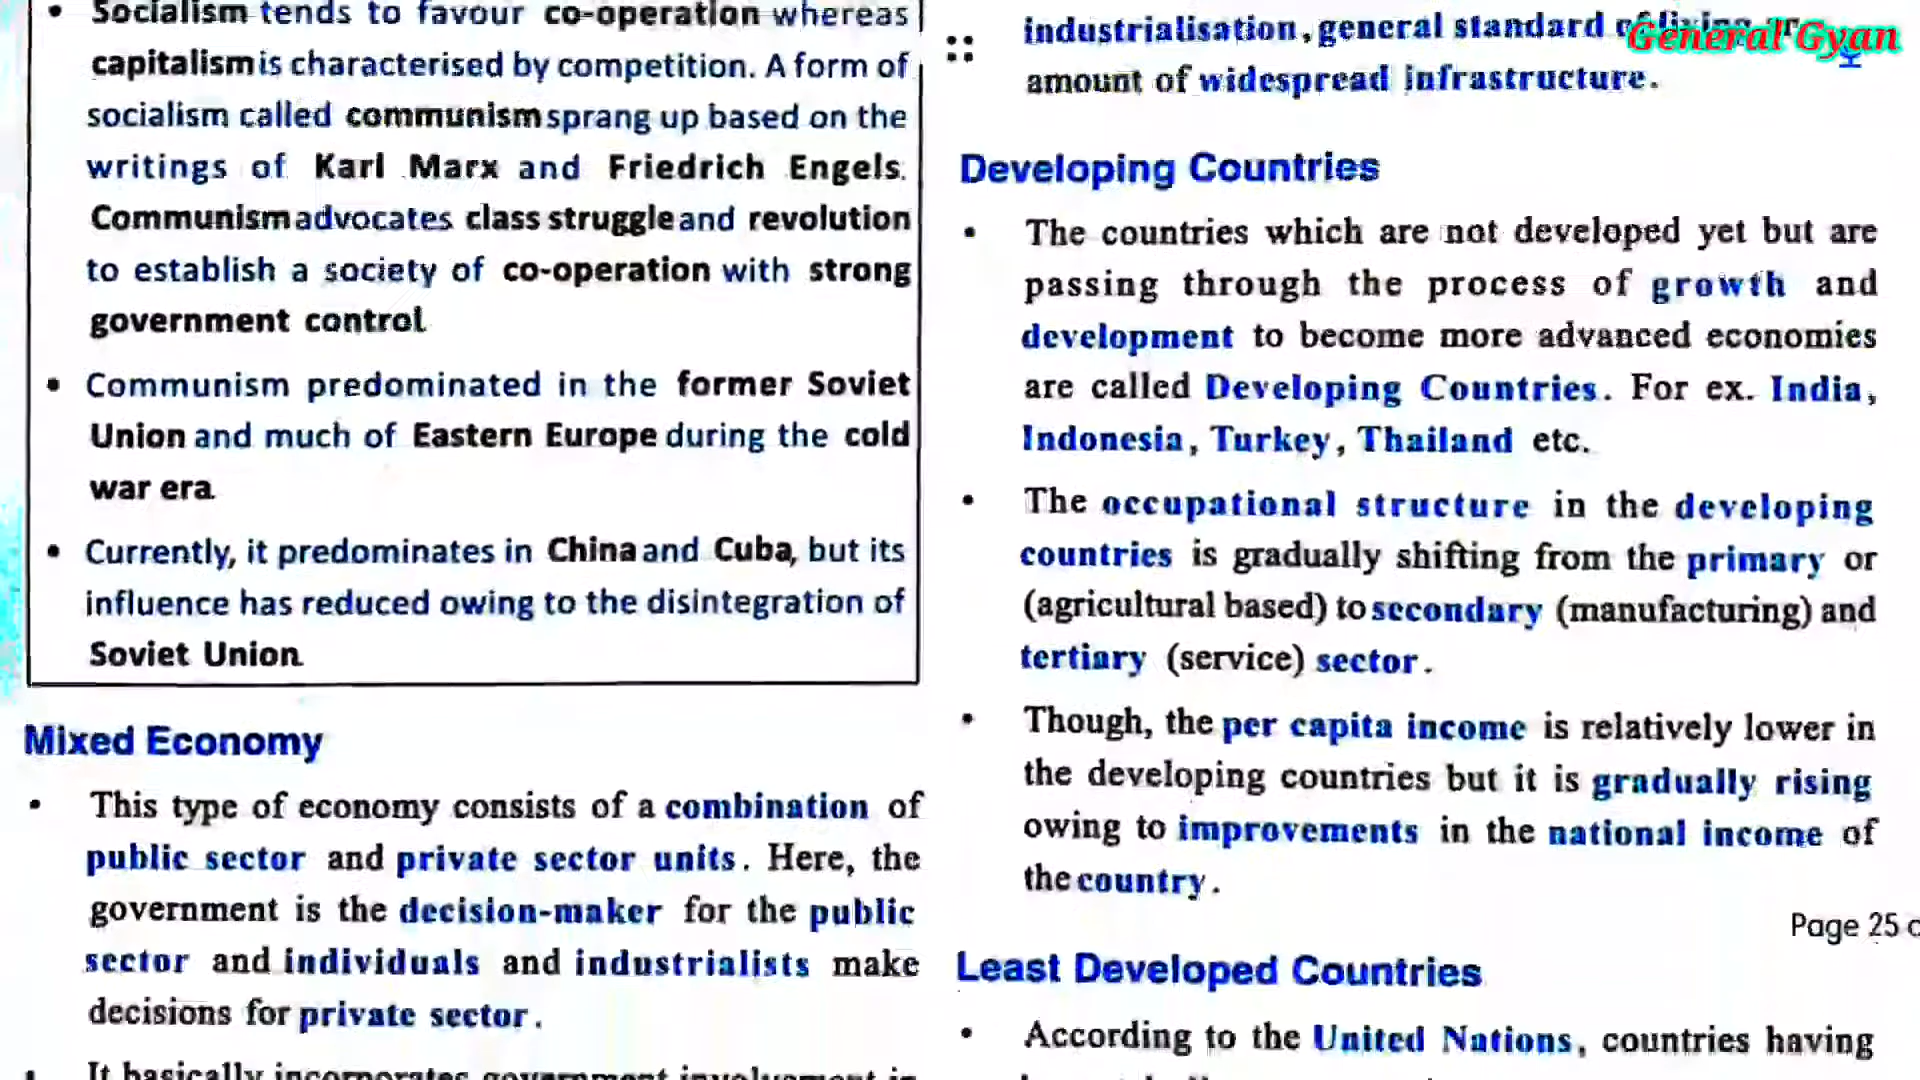 • Socialism tends to favour co-operation whereas
capitalism is characterised by competition. A form of
socialism called communism sprang up based on the
writings of Karl Marx and Friedrich Engels.
Communism advocates class struggle and revolution
to establish a society of co-operation with strong
government control
• Communism predominated in the former Soviet
Union and much of Eastern Europe during the cold
war era
• Currently, it predominates in China and Cuba, but its
influence has reduced owing to the disintegration of
Soviet Union
Mixed Economy
• This type of economy consists of a combination of
public sector and private sector units. Here, the
government is the decision-maker for the public
sector and individuals and industrialists make
decisions for private sector.
• It basically incorporates government involvement in
industrialisation, general standard of living
General Gyan
amount of widespread infrastructure.
Developing Countries
• The countries which are not developed yet but are
passing through the process of growth and
development to become more advanced economies
are called Developing Countries. For ex. India,
Indonesia, Turkey, Thailand etc.
• The occupational structure in the developing
countries is gradually shifting from the primary or
(agricultural based) to secondary (manufacturing) and
tertiary (service) sector.
• Though, the per capita income is relatively lower in
the developing countries but it is gradually rising
owing to improvements in the national income of
the country.
Page 25
Least Developed Countries
• According to the United Nations, countries having